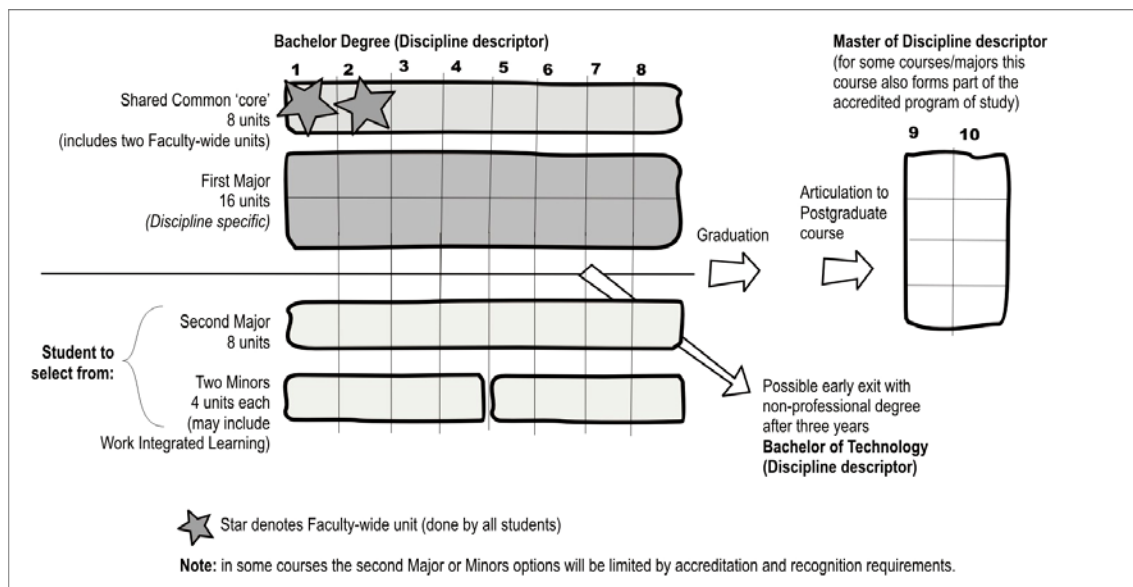 Bachelor Degree (Discipline descriptor)
1 2 3 4 5 6 7 8
Shared Common 'core'
8 units
(includes two Faculty-wide units)
First Major
16 units
(Discipline specific)
Master of Discipline descriptor
(for some courses/majors this
course also forms part of the
accredited program of study)
9 10
Graduation
Articulation to
Postgraduate
course
Student to
select from:
Second Major
8 units
Two Minors
4 units each
(may include
Work Integrated Learning)
Possible early exit with
non-professional degree
after three years
Bachelor of Technology
(Discipline descriptor)
Star denotes Faculty-wide unit (done by all students)
Note: in some courses the second Major or Minors options will be limited by accreditation and recognition requirements.